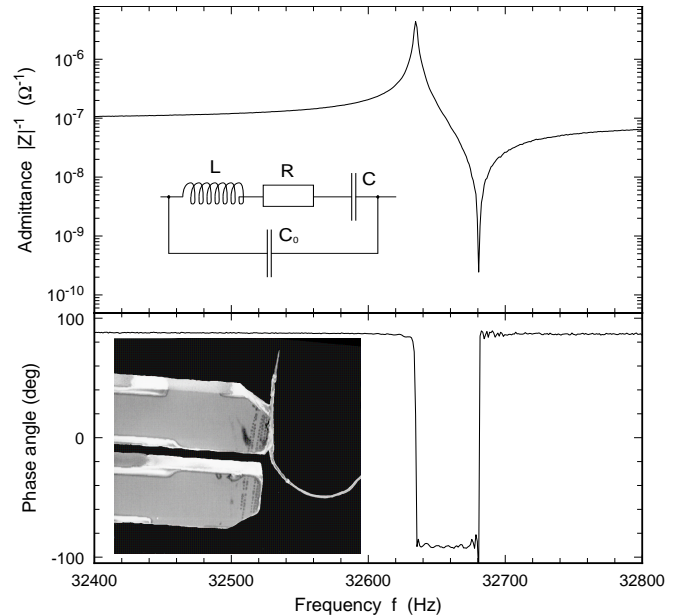 10⁻⁶
10⁻⁷
10⁻⁸
10⁻⁹
10⁻¹⁰
Admittance |Z|⁻¹ (Ω⁻¹)
L
R
C
C₀
100
0
-100
Phase angle (deg)
32400
32500
32600
32700
32800
Frequency f (Hz)